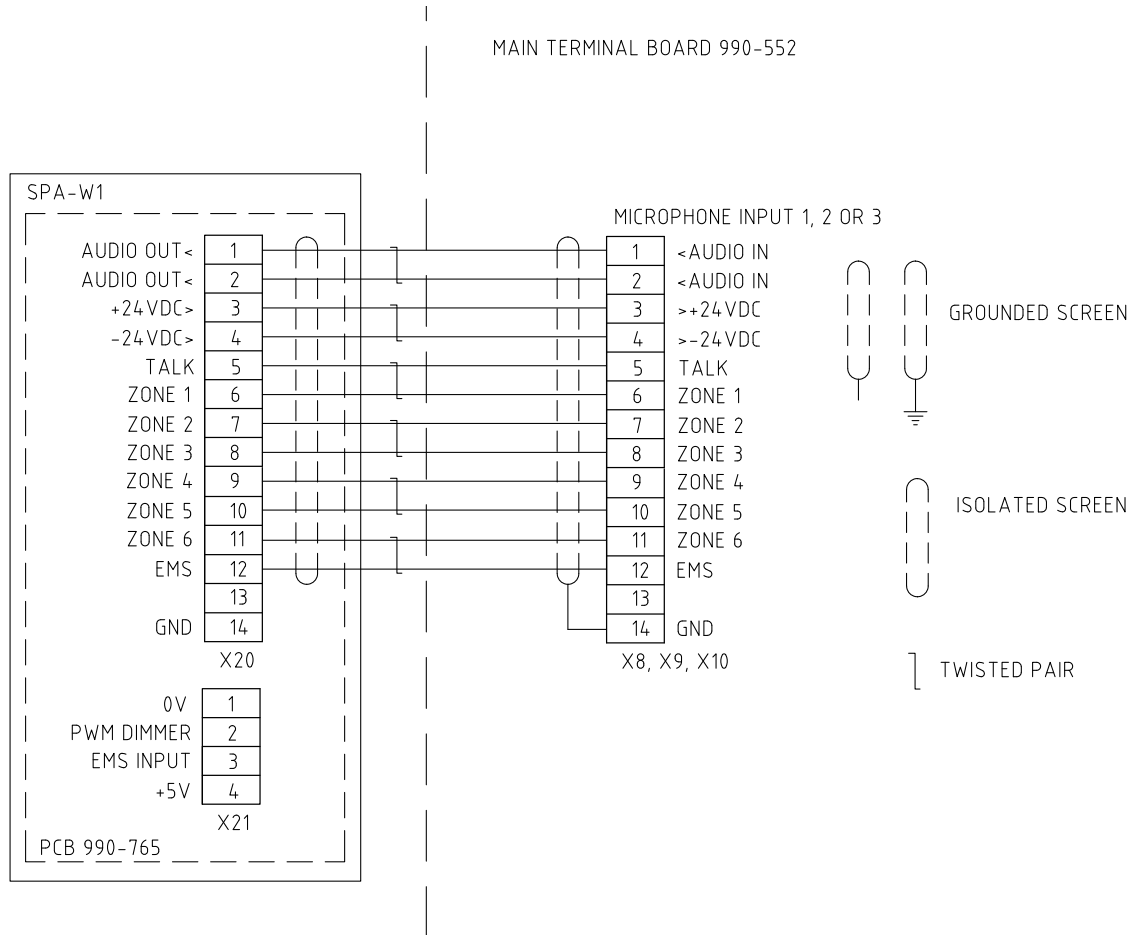 MAIN TERMINAL BOARD 990-552
SPA-W1
MICROPHONE INPUT 1, 2 OR 3
AUDIO OUT< 1 1 <AUDIO IN
AUDIO OUT< 2 2 <AUDIO IN
+24VDC> 3 3 >+24VDC
-24VDC> 4 4 >-24VDC
TALK 5 5 TALK
ZONE 1 6 6 ZONE 1
ZONE 2 7 7 ZONE 2
ZONE 3 8 8 ZONE 3
ZONE 4 9 9 ZONE 4
ZONE 5 10 10 ZONE 5
ZONE 6 11 11 ZONE 6
EMS 12 12 EMS
13 13
GND 14 14 GND
X20 X8, X9, X10
0V 1
PWM DIMMER 2
EMS INPUT 3
+5V 4
X21
PCB 990-765
GROUNDED SCREEN
ISOLATED SCREEN
TWISTED PAIR